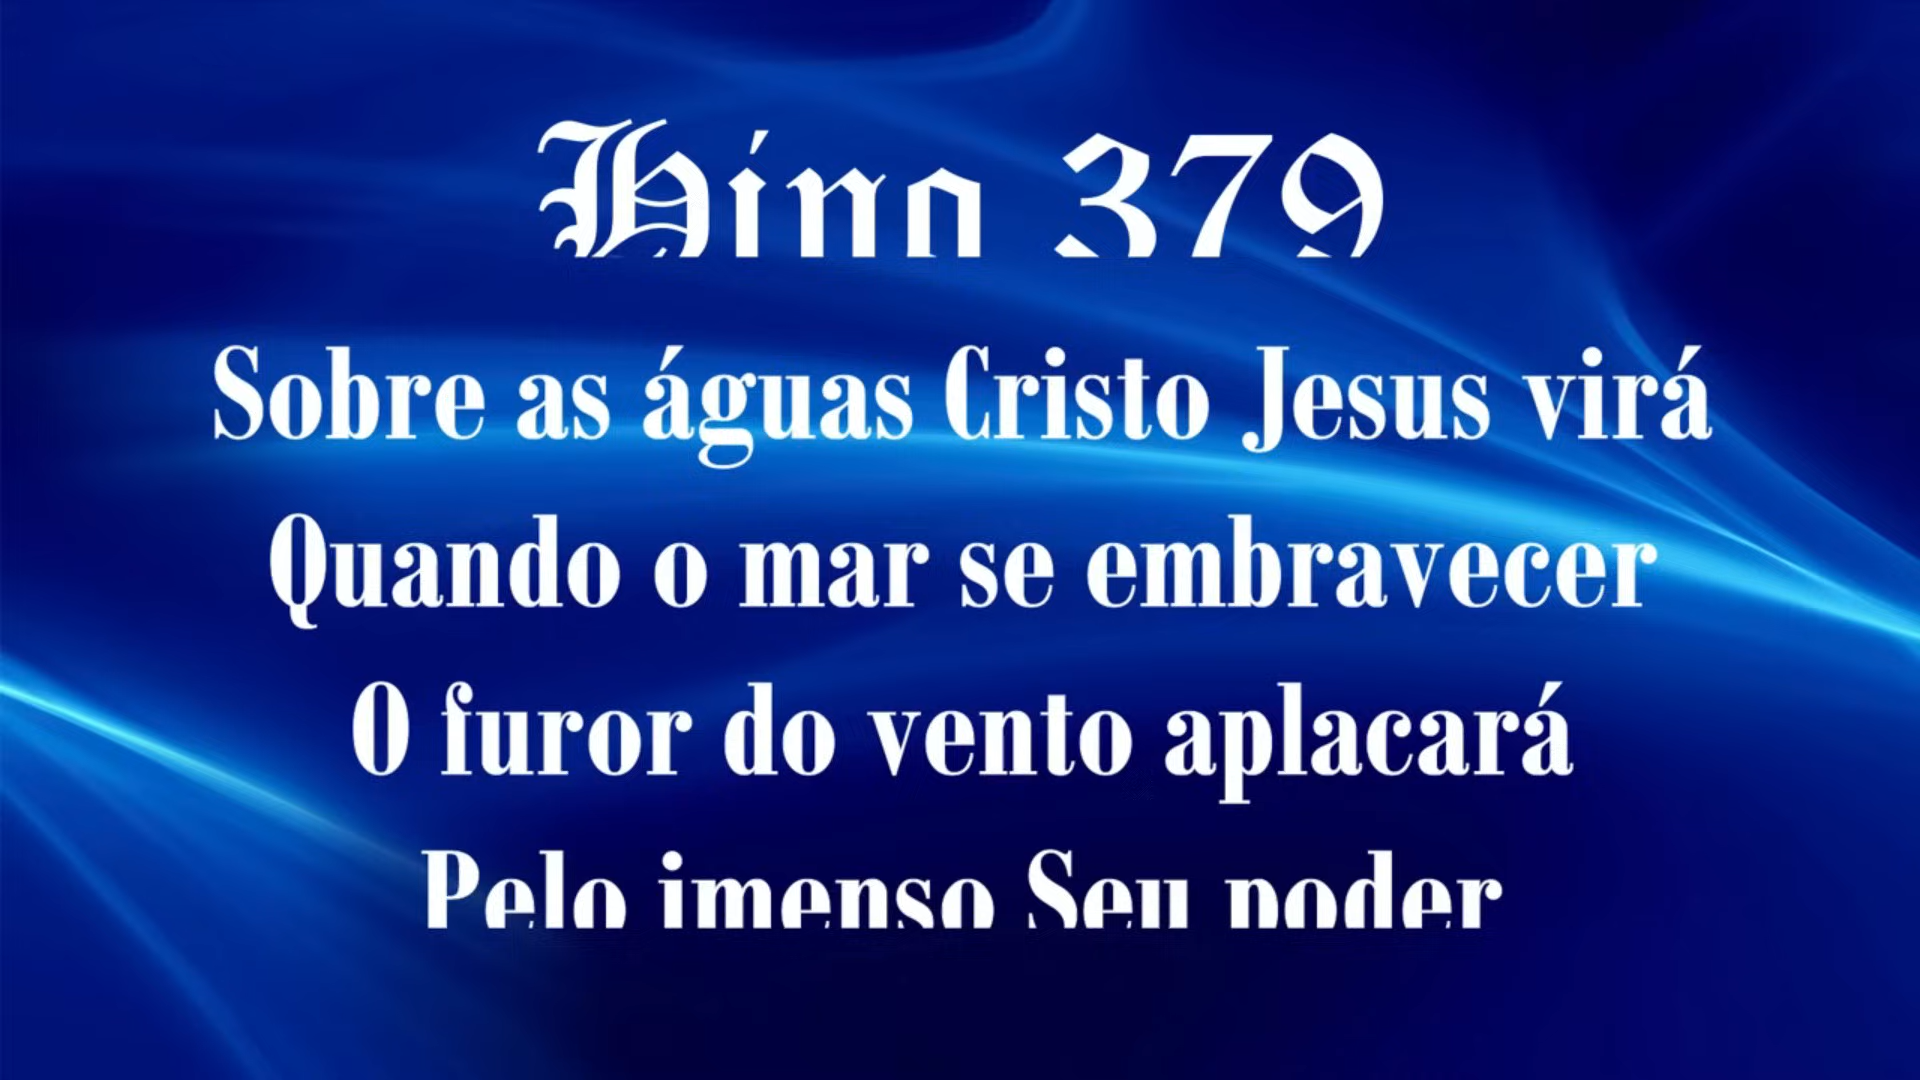 Hino 379
Sobre as águas Cristo Jesus virá
Quando o mar se embravecer
O furor do vento aplacará
Pelo imenso Seu poder